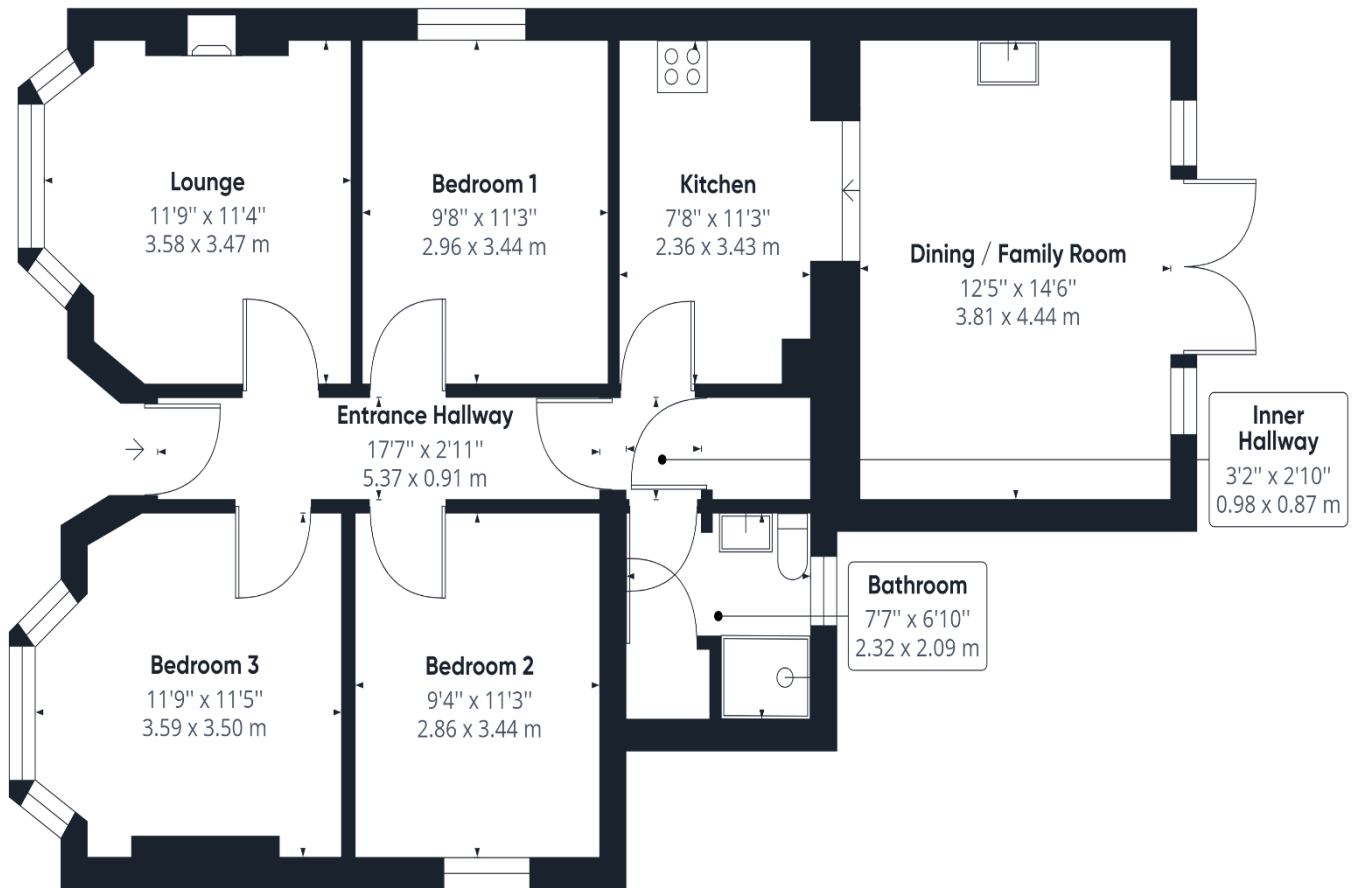 Lounge
11'9" x 11'4"
3.58 x 3.47 m
Bedroom 1
9'8" x 11'3"
2.96 x 3.44 m
Kitchen
7'8" x 11'3"
2.36 x 3.43 m
Dining / Family Room
12'5" x 14'6"
3.81 x 4.44 m
Entrance Hallway
17'7" x 2'11"
5.37 x 0.91 m
Inner
Hallway
3'2" x 2'10"
0.98 x 0.87 m
Bathroom
7'7" x 6'10"
2.32 x 2.09 m
Bedroom 3
11'9" x 11'5"
3.59 x 3.50 m
Bedroom 2
9'4" x 11'3"
2.86 x 3.44 m